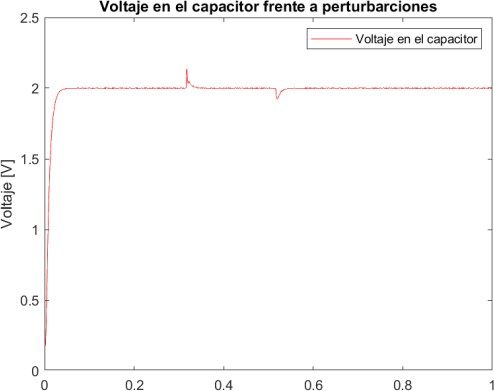 Voltaje en el capacitor frente a perturbarciones
Voltaje en el capacitor
Voltaje [V]
2.5
2
1.5
1
0.5
0
0 0.2 0.4 0.6 0.8 1